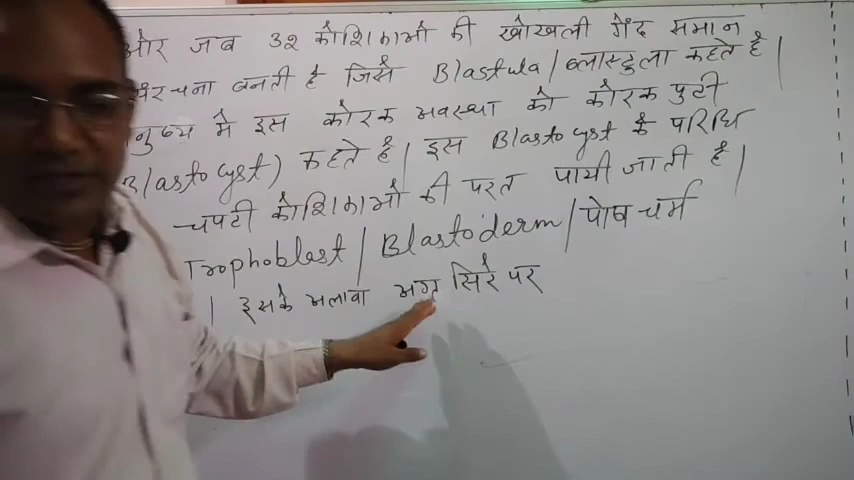 और जब 32 कोशिकाओ की खोखली गेंद समान
संरचना बनती है जिसे Blastula/ब्लास्टुला कहते है|
मे इस कोरक अवस्था को कोरक पुटी
Blastocyst) कहते है| इस Blastocyst के परिधि
चपटी कोशिकाओ की परत पायी जाती है|
Trophoblast/Blastoderm/पोष चर्म
| इसके अलावा अग्र सिरे पर